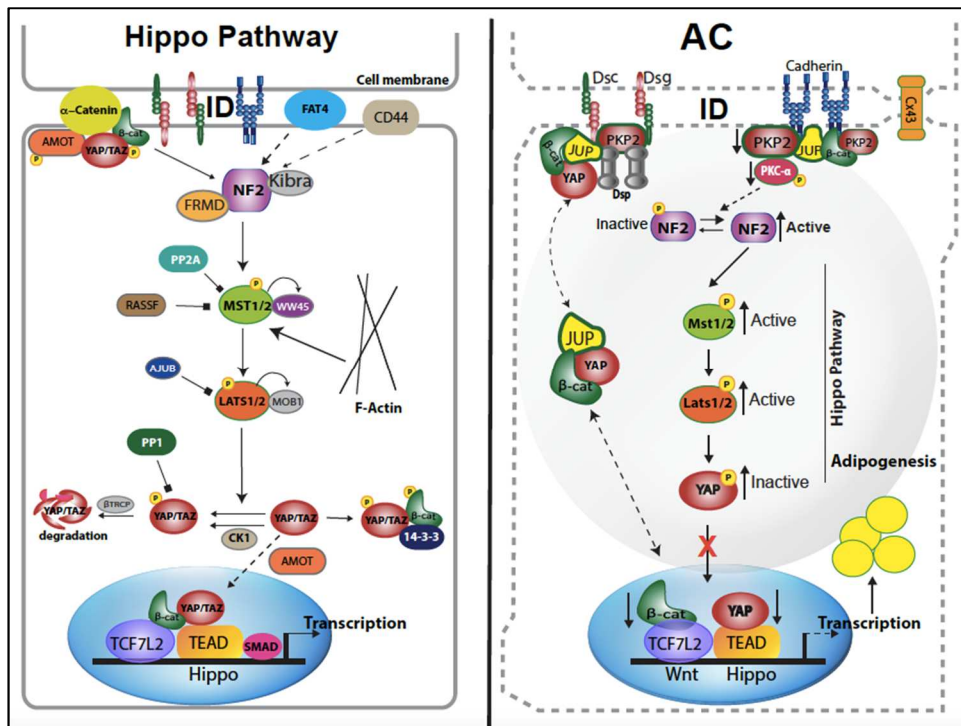 Hippo Pathway
Cell membrane
ID
α-Catenin
β-cat
AMOT
YAP/TAZ
P
P
FAT4
CD44
NF2
Kibra
FRMD
PP2A
P
MST1/2
WW45
RASSF
F-Actin
AJUB
P
LATS1/2
MOB1
PP1
P
YAP/TAZ
βTRCP
YAP/TAZ
degradation
YAP/TAZ
CK1
AMOT
P
P
YAP/TAZ
β-cat
14-3-3
β-cat
YAP/TAZ
TCF7L2
TEAD
SMAD
Transcription
Hippo
AC
Dsc
Dsg
Cadherin
ID
Cx43
β-cat
JUP
PKP2
YAP
Dsp
PKP2
JUP
β-cat
PKP2
PKC-α
P
Inactive
P
NF2
NF2
Active
P
Mst1/2
Active
P
Lats1/2
Active
P
YAP
Inactive
Hippo Pathway
JUP
YAP
β-cat
X
Adipogenesis
β-cat
YAP
TCF7L2
TEAD
Transcription
Wnt
Hippo